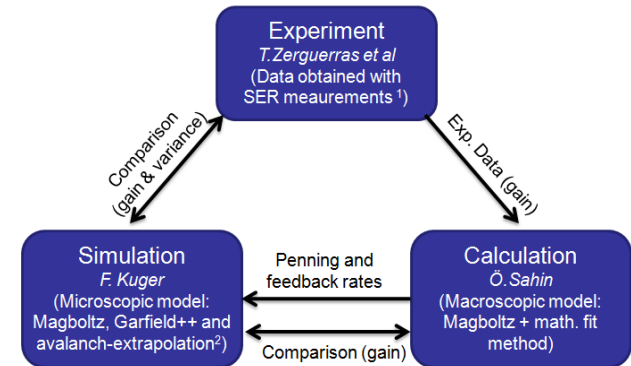 Experiment
T.Zerguerras et al
(Data obtained with
SER meaurements ¹)
Comparison
(gain & variance)
Exp. Data (gain)
Simulation
F. Kuger
(Microscopic model:
Magboltz, Garfield++ and
avalanch-extrapolation²)
Penning and
feedback rates
Comparison (gain)
Calculation
Ö.Sahin
(Macroscopic model:
Magboltz + math. fit
method)